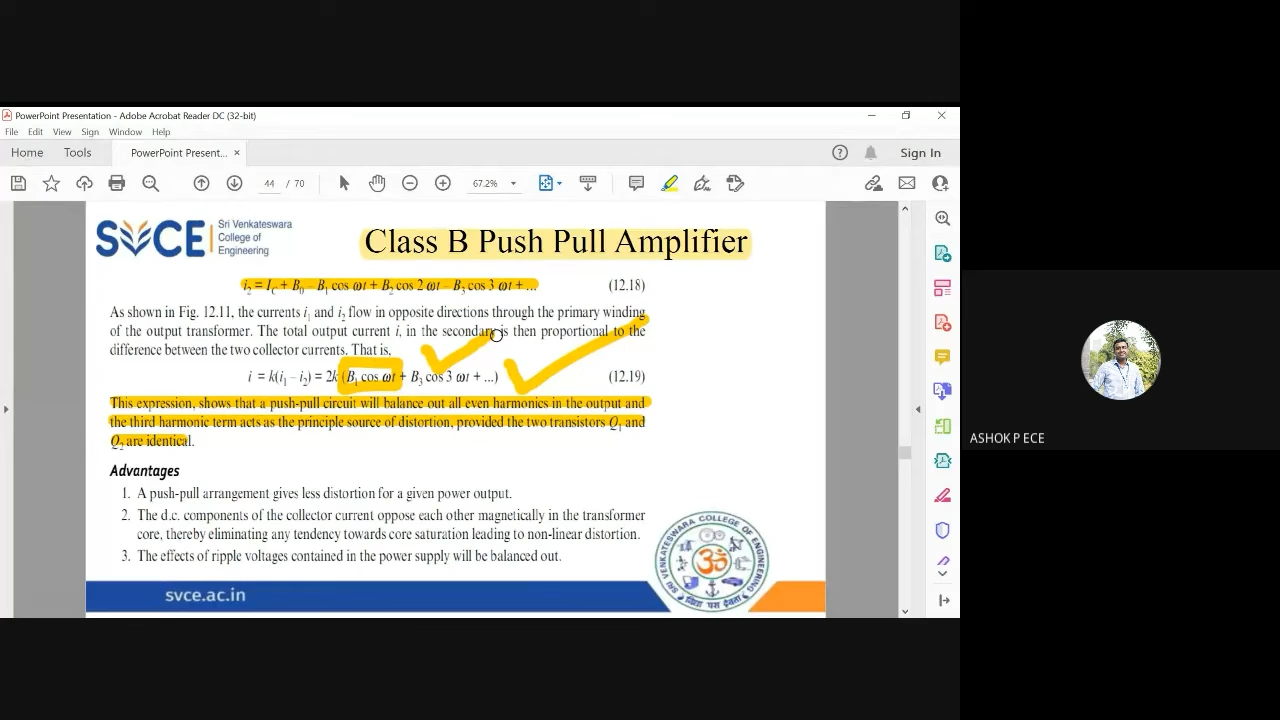 PowerPoint Presentation - Adobe Acrobat Reader DC (32-bit)
File Edit View Sign Window Help
Home Tools PowerPoint Present... × Sign In
44 / 70 67.2%
SVCE Sri Venkateswara
College of
Engineering
Class B Push Pull Amplifier
i₂ = I_C + B₀ – B₁ cos ωt + B₂ cos 2 ωt – B₃ cos 3 ωt + ... (12.18)
As shown in Fig. 12.11, the currents i₁ and i₂ flow in opposite directions through the primary winding
of the output transformer. The total output current i, in the secondary is then proportional to the
difference between the two collector currents. That is,
i = k(i₁ – i₂) = 2k (B₁ cos ωt + B₃ cos 3 ωt + ...) (12.19)
This expression, shows that a push-pull circuit will balance out all even harmonics in the output and
the third harmonic term acts as the principle source of distortion, provided the two transistors Q₁ and
Q₂ are identical.
Advantages
1. A push-pull arrangement gives less distortion for a given power output.
2. The d.c. components of the collector current oppose each other magnetically in the transformer
core, thereby eliminating any tendency towards core saturation leading to non-linear distortion.
3. The effects of ripple voltages contained in the power supply will be balanced out.
SRI VENKATESWARA COLLEGE OF ENGINEERING
ॐ
svce.ac.in
ASHOK P ECE